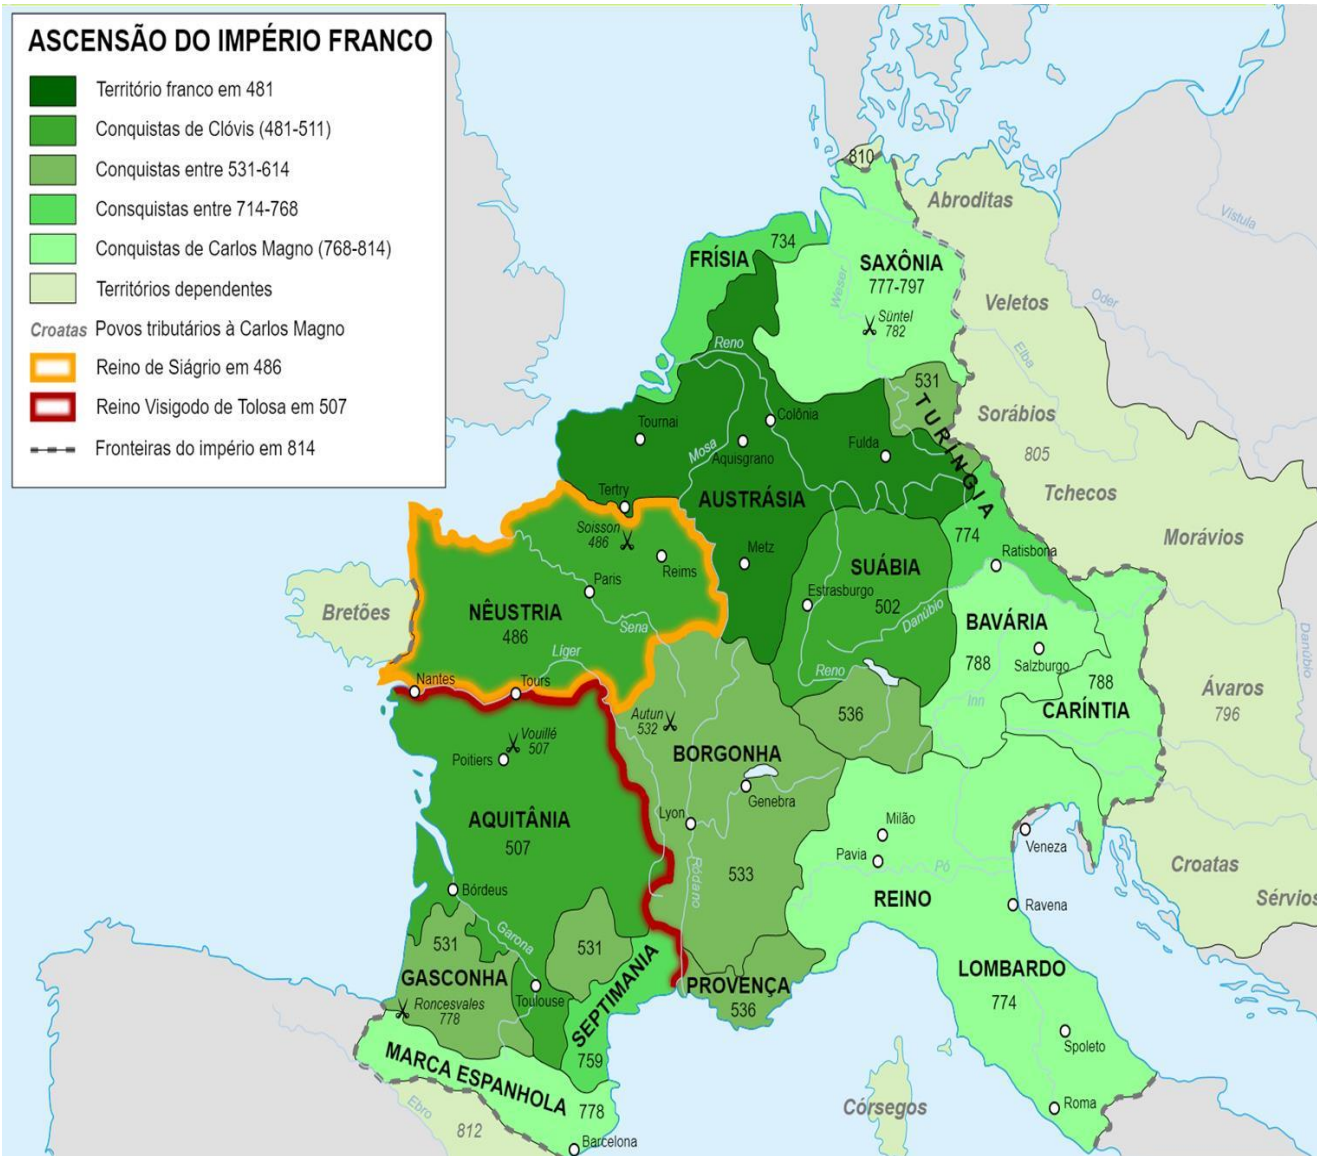 ASCENSÃO DO IMPÉRIO FRANCO
Território franco em 481
Conquistas de Clóvis (481-511)
Conquistas entre 531-614
Consquistas entre 714-768
Conquistas de Carlos Magno (768-814)
Territórios dependentes
Croatas Povos tributários à Carlos Magno
Reino de Siágrio em 486
Reino Visigodo de Tolosa em 507
Fronteiras do império em 814
810
Abroditas
Vístula
734
FRÍSIA
SAXÔNIA
777-797
Weser
Süntel
782
Veletos
Oder
Elba
Reno
531
TURÍNGIA
Sorábios
805
Tchecos
Morávios
Tournai
Colônia
Mosa
Aquisgrano
Fulda
AUSTRÁSIA
Tertry
Soisson
486
Reims
Metz
774
Ratisbona
SUÁBIA
502
Estrasburgo
Danúbio
Paris
Bretões
NÊUSTRIA
486
Sena
Líger
BAVÁRIA
788
Salzburgo
Danúbio
Reno
Nantes
Tours
Inn
788
CARÍNTIA
Ávaros
796
Autun
532
536
Vouillé
507
Poitiers
BORGONHA
Genebra
AQUITÂNIA
507
Lyon
Milão
Pavia
Pó
Veneza
Croatas
Sérvios
Ródano
533
Bórdeus
REINO
Ravena
Garona
531
531
GASCONHA
Toulouse
SEPTIMANIA
759
PROVENÇA
536
LOMBARDO
774
Roncesvales
778
Spoleto
MARCA ESPANHOLA
778
Ebro
812
Barcelona
Córsegos
Roma